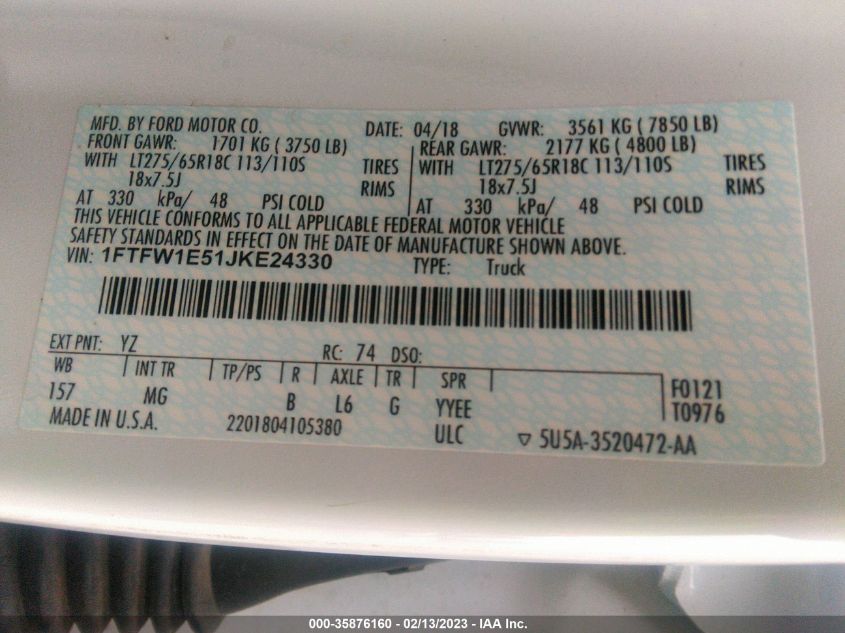 MFD. BY FORD MOTOR CO. DATE: 04/18 GVWR: 3561 KG ( 7850 LB)
FRONT GAWR: 1701 KG ( 3750 LB) REAR GAWR: 2177 KG ( 4800 LB)
WITH LT275/65R18C 113/110S TIRES WITH LT275/65R18C 113/110S TIRES
18x7.5J RIMS 18x7.5J RIMS
AT 330 kPa/ 48 PSI COLD AT 330 kPa/ 48 PSI COLD
THIS VEHICLE CONFORMS TO ALL APPLICABLE FEDERAL MOTOR VEHICLE
SAFETY STANDARDS IN EFFECT ON THE DATE OF MANUFACTURE SHOWN ABOVE.
VIN: 1FTFW1E51JKE24330 TYPE: Truck
EXT PNT: YZ RC: 74 DSO:
WB INT TR TP/PS R AXLE TR SPR F0121
157 MG B L6 G YYEE T0976
MADE IN U.S.A. 2201804105380 ULC ▽ 5U5A-3520472-AA
000-35876160 - 02/13/2023 - IAA Inc.